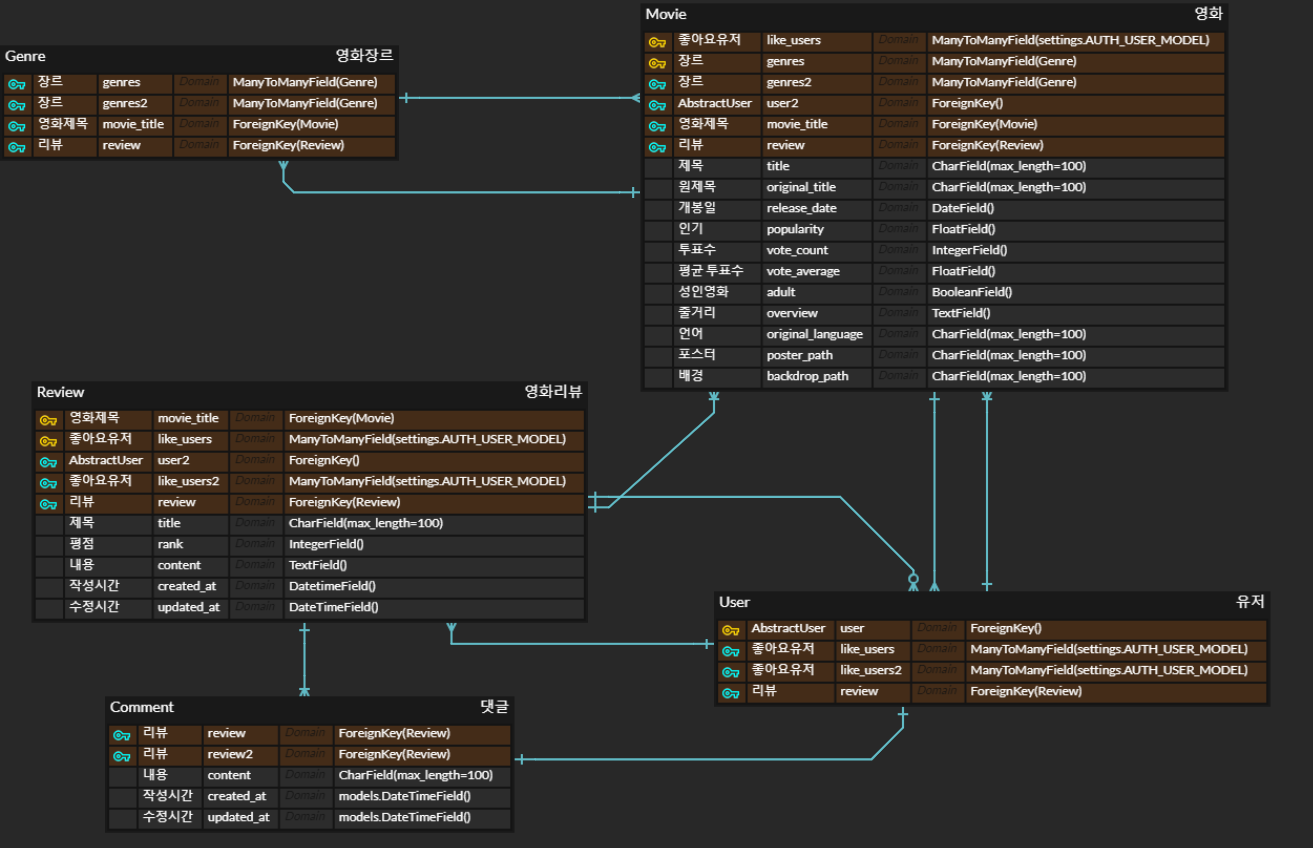 Movie 영화
좋아요유저 like_users Domain ManyToManyField(settings.AUTH_USER_MODEL)
장르 genres Domain ManyToManyField(Genre)
장르 genres2 Domain ManyToManyField(Genre)
AbstractUser user2 Domain ForeignKey()
영화제목 movie_title Domain ForeignKey(Movie)
리뷰 review Domain ForeignKey(Review)
제목 title Domain CharField(max_length=100)
원제목 original_title Domain CharField(max_length=100)
개봉일 release_date Domain DateField()
인기 popularity Domain FloatField()
투표수 vote_count Domain IntegerField()
평균 투표수 vote_average Domain FloatField()
성인영화 adult Domain BooleanField()
줄거리 overview Domain TextField()
언어 original_language Domain CharField(max_length=100)
포스터 poster_path Domain CharField(max_length=100)
배경 backdrop_path Domain CharField(max_length=100)
Genre 영화장르
장르 genres Domain ManyToManyField(Genre)
장르 genres2 Domain ManyToManyField(Genre)
영화제목 movie_title Domain ForeignKey(Movie)
리뷰 review Domain ForeignKey(Review)
Review 영화리뷰
영화제목 movie_title Domain ForeignKey(Movie)
좋아요유저 like_users Domain ManyToManyField(settings.AUTH_USER_MODEL)
AbstractUser user2 Domain ForeignKey()
좋아요유저 like_users2 Domain ManyToManyField(settings.AUTH_USER_MODEL)
리뷰 review Domain ForeignKey(Review)
제목 title Domain CharField(max_length=100)
평점 rank Domain IntegerField()
내용 content Domain TextField()
작성시간 created_at Domain DatetimeField()
수정시간 updated_at Domain DateTimeField()
User 유저
AbstractUser user Domain ForeignKey()
좋아요유저 like_users Domain ManyToManyField(settings.AUTH_USER_MODEL)
좋아요유저 like_users2 Domain ManyToManyField(settings.AUTH_USER_MODEL)
리뷰 review Domain ForeignKey(Review)
Comment 댓글
리뷰 review Domain ForeignKey(Review)
리뷰 review2 Domain ForeignKey(Review)
내용 content Domain CharField(max_length=100)
작성시간 created_at Domain models.DateTimeField()
수정시간 updated_at Domain models.DateTimeField()